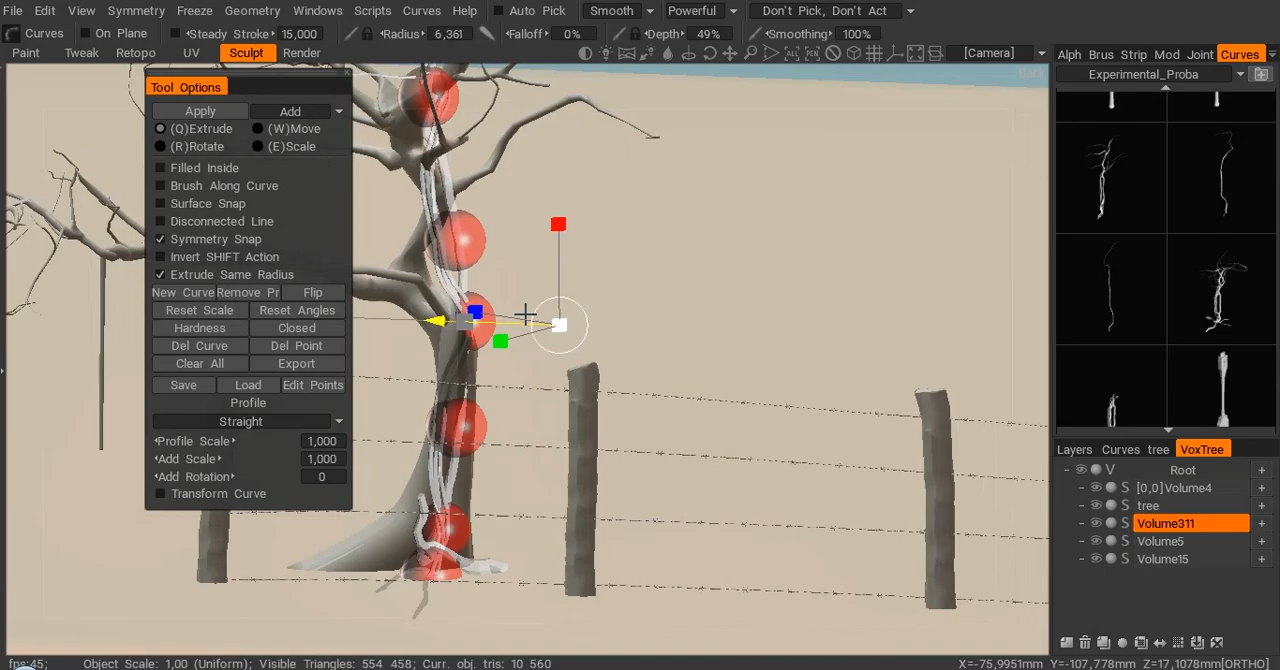 File Edit View Symmetry Freeze Geometry Windows Scripts Curves Help Auto Pick Smooth Powerful Don't Pick, Don't Act
Curves On Plane Steady Stroke 15,000 Radius 6,361 Falloff 0% Depth 49% Smoothing 100%
Paint Tweak Retopo UV Sculpt Render [Camera] Alph Brus Strip Mod Joint Curves
Experimental_Proba
Tool Options
Apply Add
(Q)Extrude (W)Move
(R)Rotate (E)Scale
Filled Inside
Brush Along Curve
Surface Snap
Disconnected Line
Symmetry Snap
Invert SHIFT Action
Extrude Same Radius
New Curve Remove Pr Flip
Reset Scale Reset Angles
Hardness Closed
Del Curve Del Point
Clear All Export
Save Load Edit Points
Profile
Straight
Profile Scale 1,000
Add Scale 1,000
Add Rotation 0
Transform Curve
Layers Curves tree VoxTree
V Root +
S [0,0]Volume4 +
S tree +
S Volume311 +
S Volume5 +
S Volume15 +
fps:45; Object Scale: 1,00 (Uniform); Visible Triangles: 554 458; Curr. obj. tris: 10 560 X=-75,9951mm Y=-107,778mm Z=17,1078mm[ORTHO]